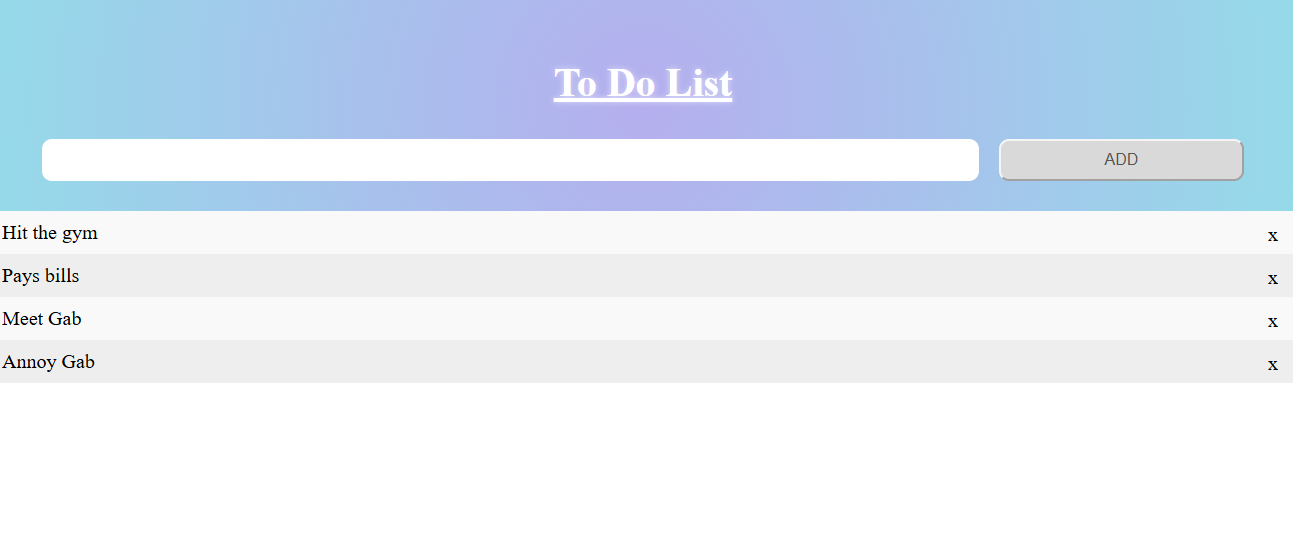 To Do List
ADD
Hit the gym x
Pays bills x
Meet Gab x
Annoy Gab x